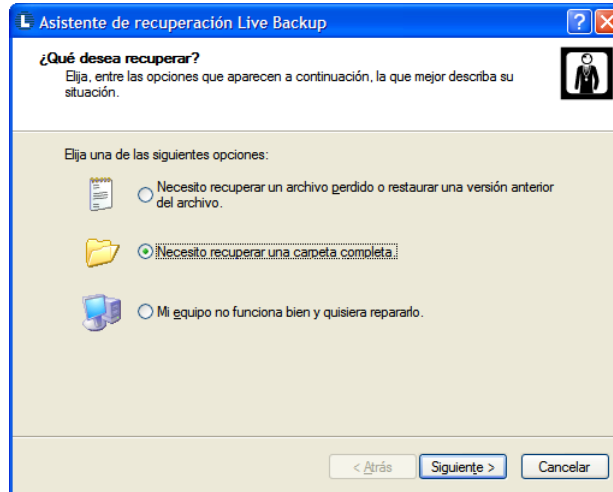 L Asistente de recuperación Live Backup
¿Qué desea recuperar?
Elija, entre las opciones que aparecen a continuación, la que mejor describa su
situación.
Elija una de las siguientes opciones:
Necesito recuperar un archivo perdido o restaurar una versión anterior
del archivo.
Necesito recuperar una carpeta completa.
Mi equipo no funciona bien y quisiera repararlo.
< Atrás
Siguiente >
Cancelar